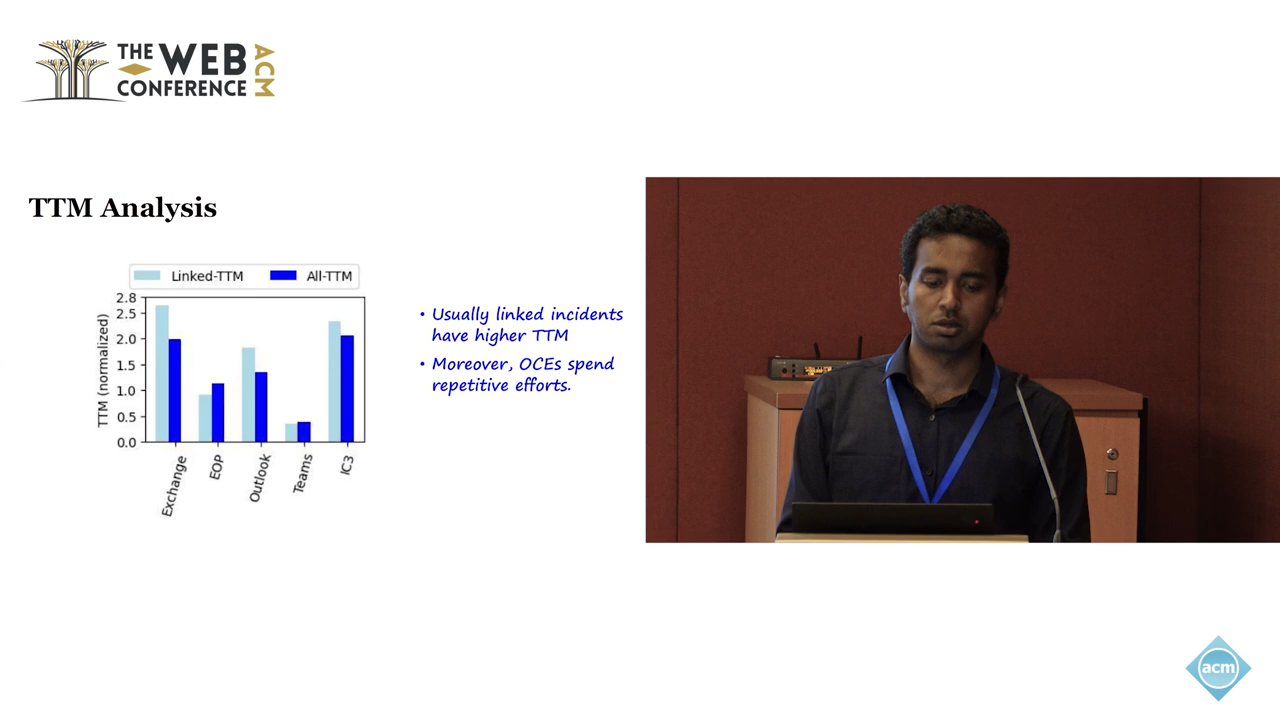 THE WEB
CONFERENCE
ACM
TTM Analysis
Linked-TTM All-TTM
TTM (normalized)
2.8
2.5
2.0
1.5
1.0
0.5
0.0
Exchange EOP Outlook Teams IC3
• Usually linked incidents
have higher TTM
• Moreover, OCEs spend
repetitive efforts.
acm